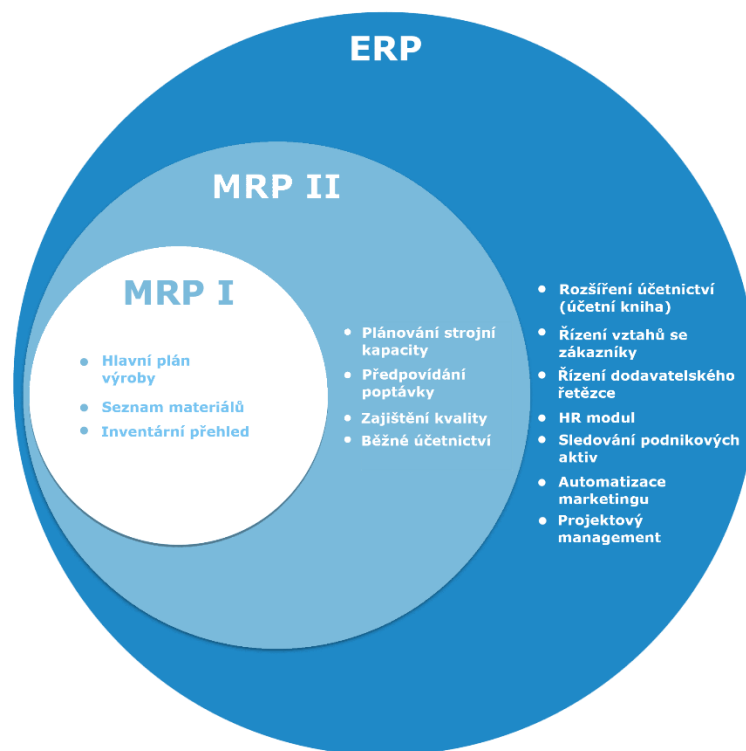 ERP
MRP II
MRP I
Hlavní plán
výroby
Seznam materiálů
Inventární přehled
Plánování strojní
kapacity
Předpovídání
poptávky
Zajištění kvality
Běžné účetnictví
Rozšíření účetnictví
(účetní kniha)
Řízení vztahů se
zákazníky
Řízení dodavatelského
řetězce
HR modul
Sledování podnikových
aktiv
Automatizace
marketingu
Projektový
management